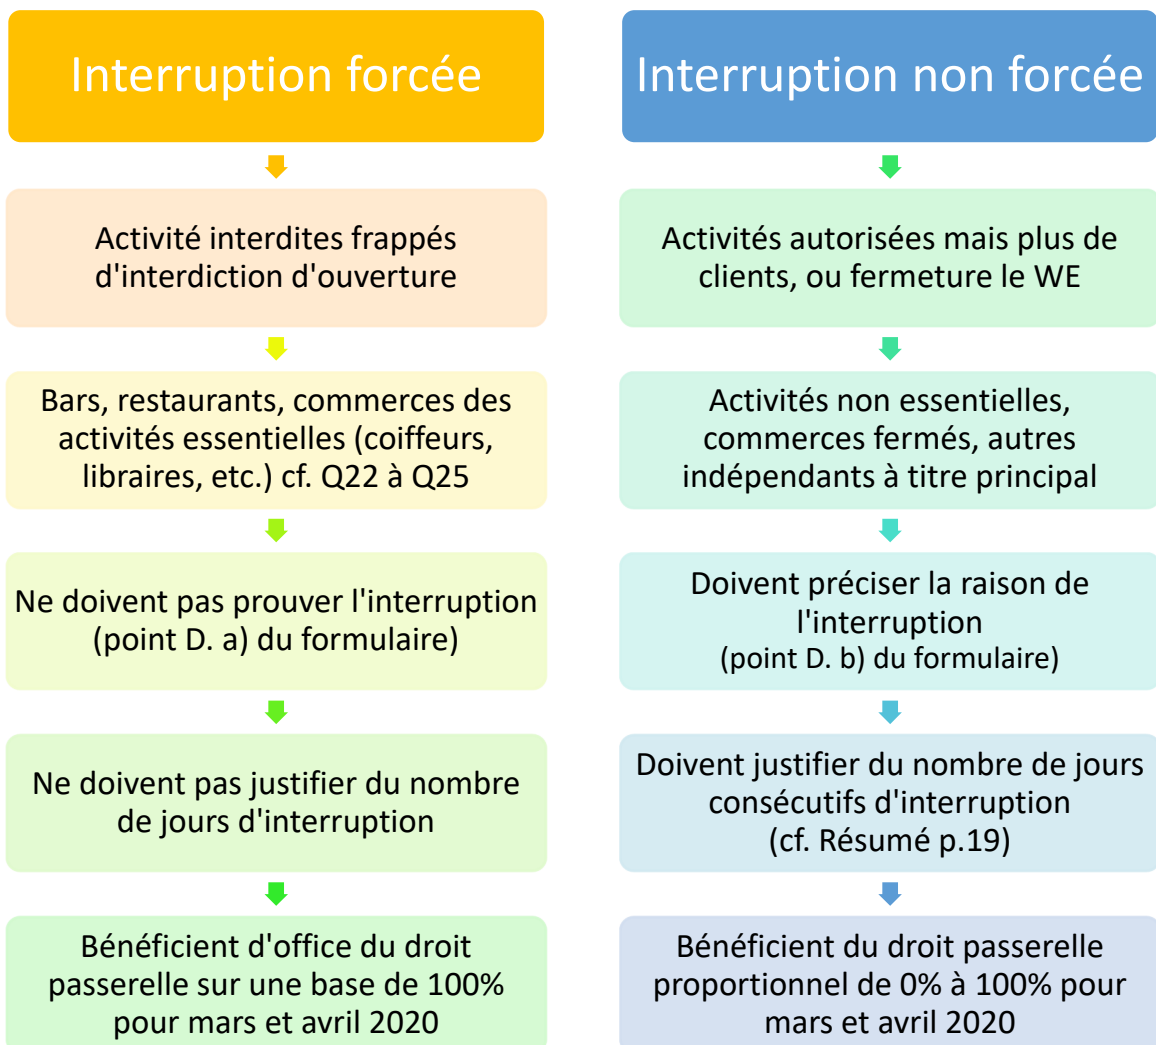 Interruption forcée
Activité interdites frappés
d'interdiction d'ouverture
Bars, restaurants, commerces des
activités essentielles (coiffeurs,
libraires, etc.) cf. Q22 à Q25
Ne doivent pas prouver l'interruption
(point D. a) du formulaire)
Ne doivent pas justifier du nombre
de jours d'interruption
Bénéficient d'office du droit
passerelle sur une base de 100%
pour mars et avril 2020
Interruption non forcée
Activités autorisées mais plus de
clients, ou fermeture le WE
Activités non essentielles,
commerces fermés, autres
indépendants à titre principal
Doivent préciser la raison de
l'interruption
(point D. b) du formulaire)
Doivent justifier du nombre de jours
consécutifs d'interruption
(cf. Résumé p.19)
Bénéficient du droit passerelle
proportionnel de 0% à 100% pour
mars et avril 2020